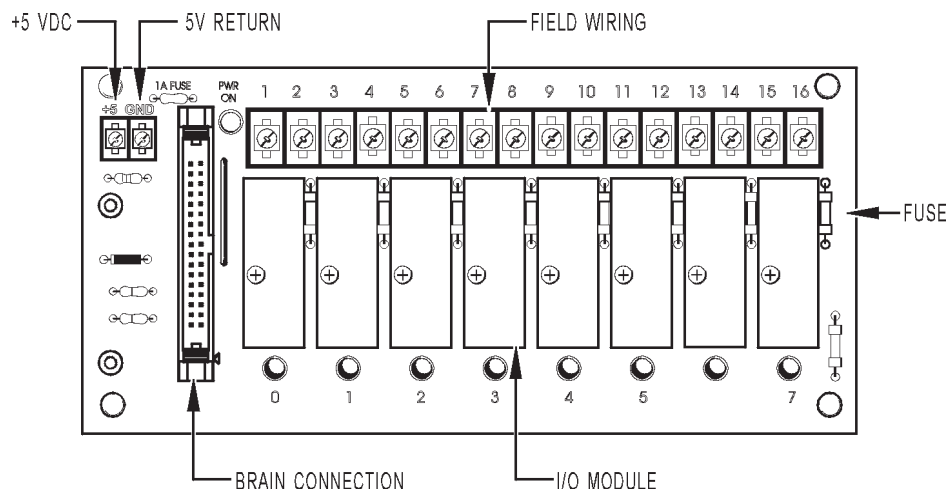 +5 VDC
5V RETURN
FIELD WIRING
1A FUSE
PWR
ON
+5 GND
1 2 3 4 5 6 7 8 9 10 11 12 13 14 15 16
FUSE
0 1 2 3 4 5 7
BRAIN CONNECTION
I/O MODULE